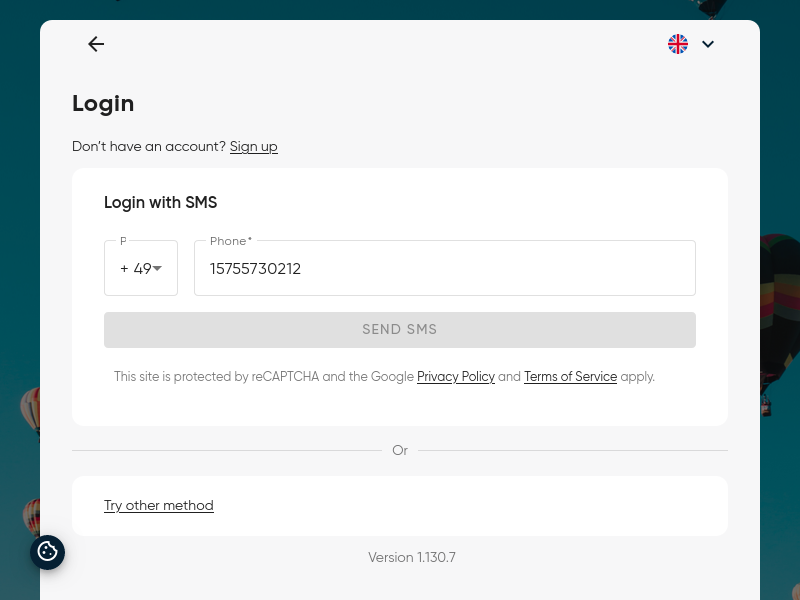 Login
Don't have an account? Sign up
Login with SMS
P
Phone*
+ 49
15755730212
SEND SMS
This site is protected by reCAPTCHA and the Google Privacy Policy and Terms of Service apply.
Or
Try other method
Version 1.130.7